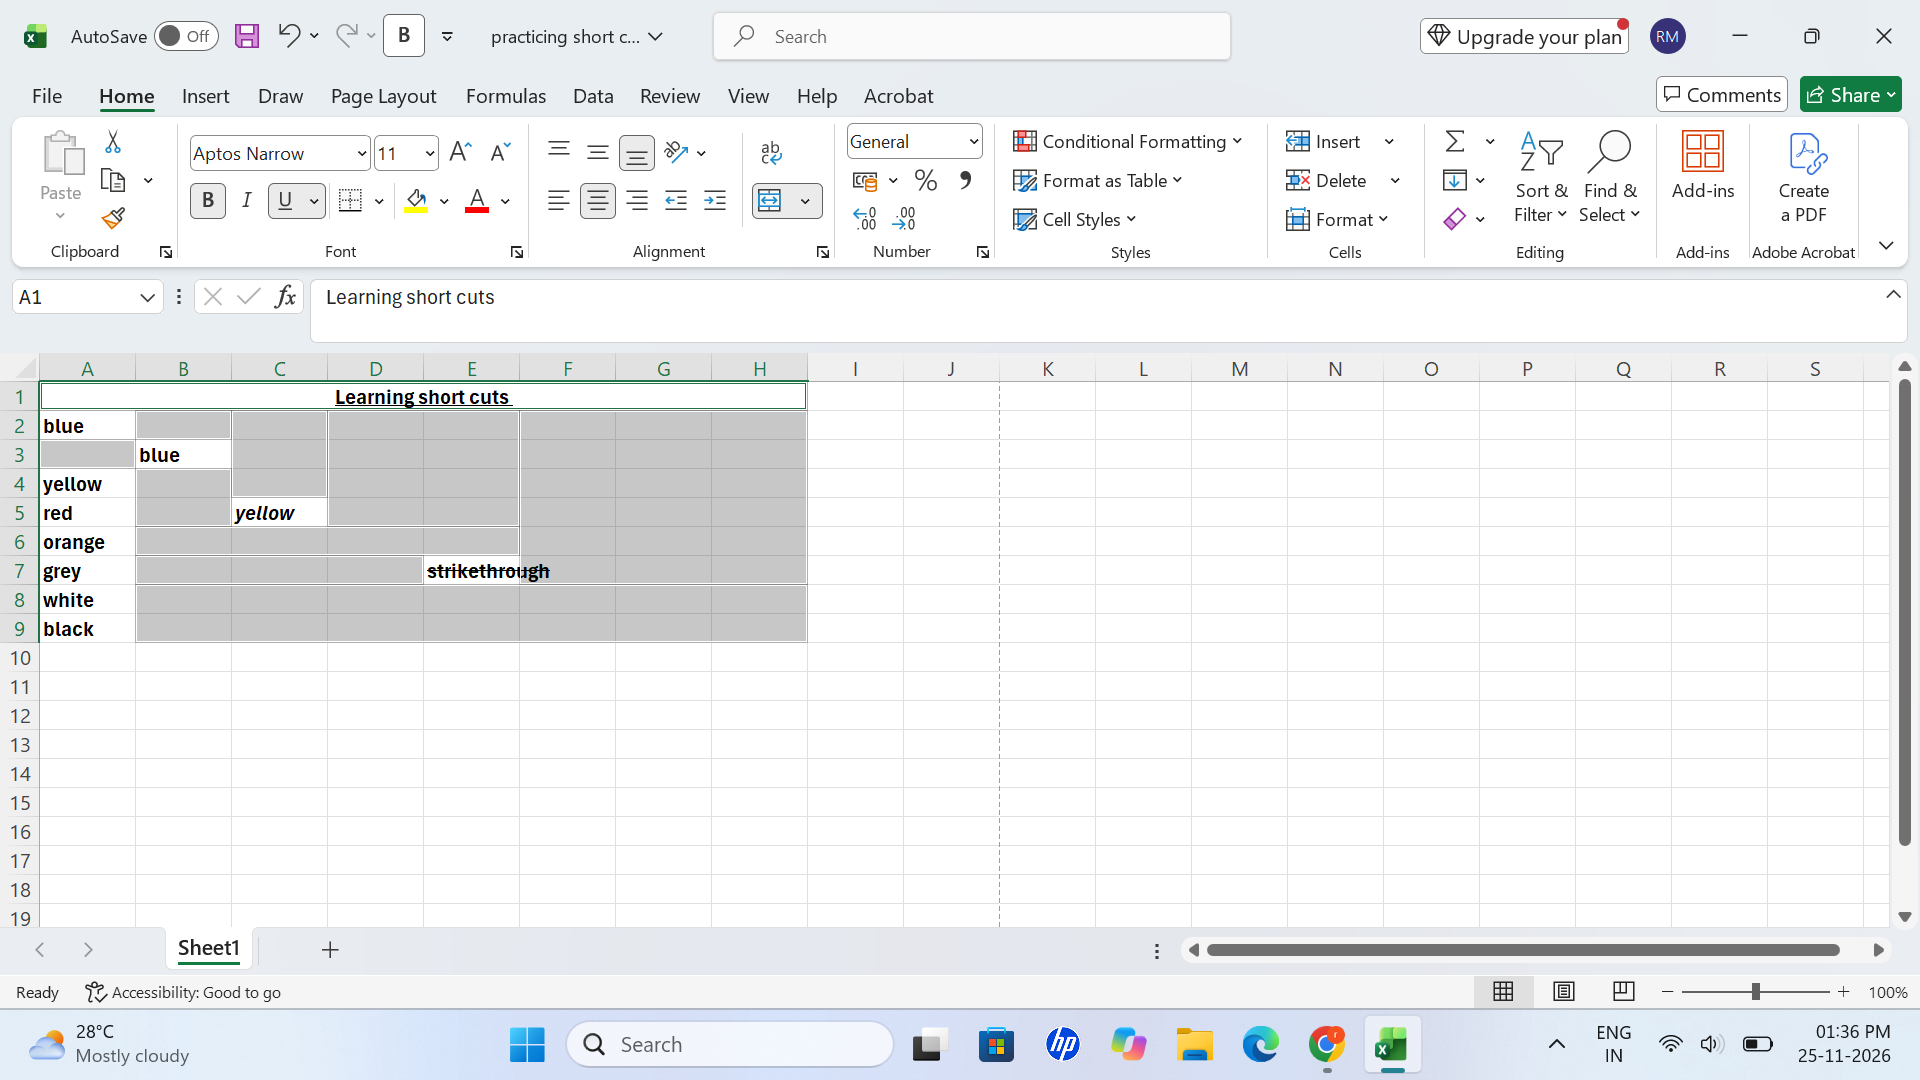 AutoSave Off B practicing short c... Search Upgrade your plan RM
File Home Insert Draw Page Layout Formulas Data Review View Help Acrobat Comments Share
Paste
Clipboard
Aptos Narrow 11
B I U A
Font
ab
Alignment
General
% ,
Number
Conditional Formatting
Format as Table
Cell Styles
Styles
Insert
Delete
Format
Cells
Sort &
Filter
Find &
Select
Editing
Add-ins
Add-ins
Create
a PDF
Adobe Acrobat
A1 fx Learning short cuts
A B C D E F G H I J K L M N O P Q R S
1 Learning short cuts
2 blue
3 blue
4 yellow
5 red yellow
6 orange
7 grey strikethrough
8 white
9 black
10
11
12
13
14
15
16
17
18
19
Sheet1
Ready Accessibility: Good to go 100%
28°C
Mostly cloudy
Search
hp
ENG
IN
01:36 PM
25-11-2026